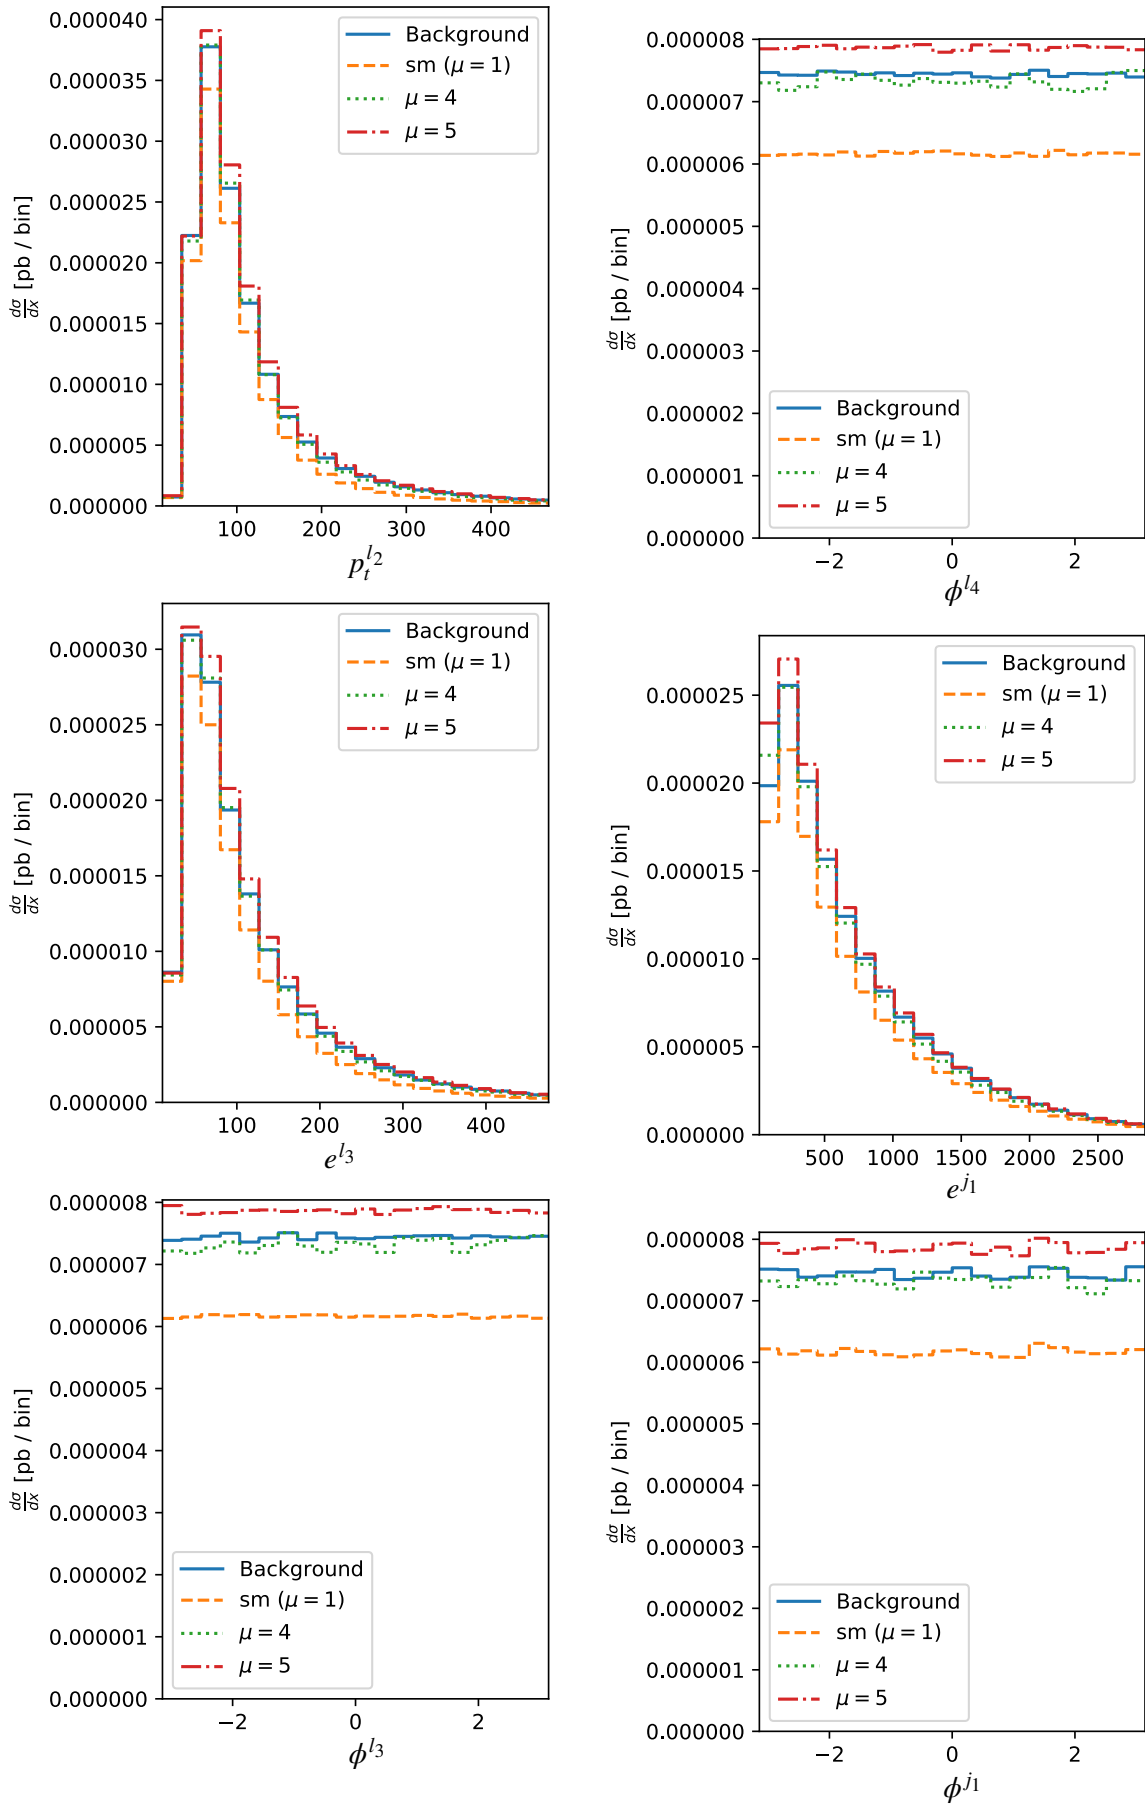 0.000040
0.000035
0.000030
0.000025
0.000020
0.000015
0.000010
0.000005
0.000000
dσ/dx [pb / bin]
Background
sm (μ = 1)
μ = 4
μ = 5
100 200 300 400
p_t^{l_2}
0.000008
0.000007
0.000006
0.000005
0.000004
0.000003
0.000002
0.000001
0.000000
dσ/dx [pb / bin]
Background
sm (μ = 1)
μ = 4
μ = 5
−2 0 2
ϕ^{l_4}
0.000030
0.000025
0.000020
0.000015
0.000010
0.000005
0.000000
dσ/dx [pb / bin]
Background
sm (μ = 1)
μ = 4
μ = 5
100 200 300 400
e^{l_3}
0.000025
0.000020
0.000015
0.000010
0.000005
0.000000
dσ/dx [pb / bin]
Background
sm (μ = 1)
μ = 4
μ = 5
500 1000 1500 2000 2500
e^{j_1}
0.000008
0.000007
0.000006
0.000005
0.000004
0.000003
0.000002
0.000001
0.000000
dσ/dx [pb / bin]
Background
sm (μ = 1)
μ = 4
μ = 5
−2 0 2
ϕ^{l_3}
0.000008
0.000007
0.000006
0.000005
0.000004
0.000003
0.000002
0.000001
0.000000
dσ/dx [pb / bin]
Background
sm (μ = 1)
μ = 4
μ = 5
−2 0 2
ϕ^{j_1}